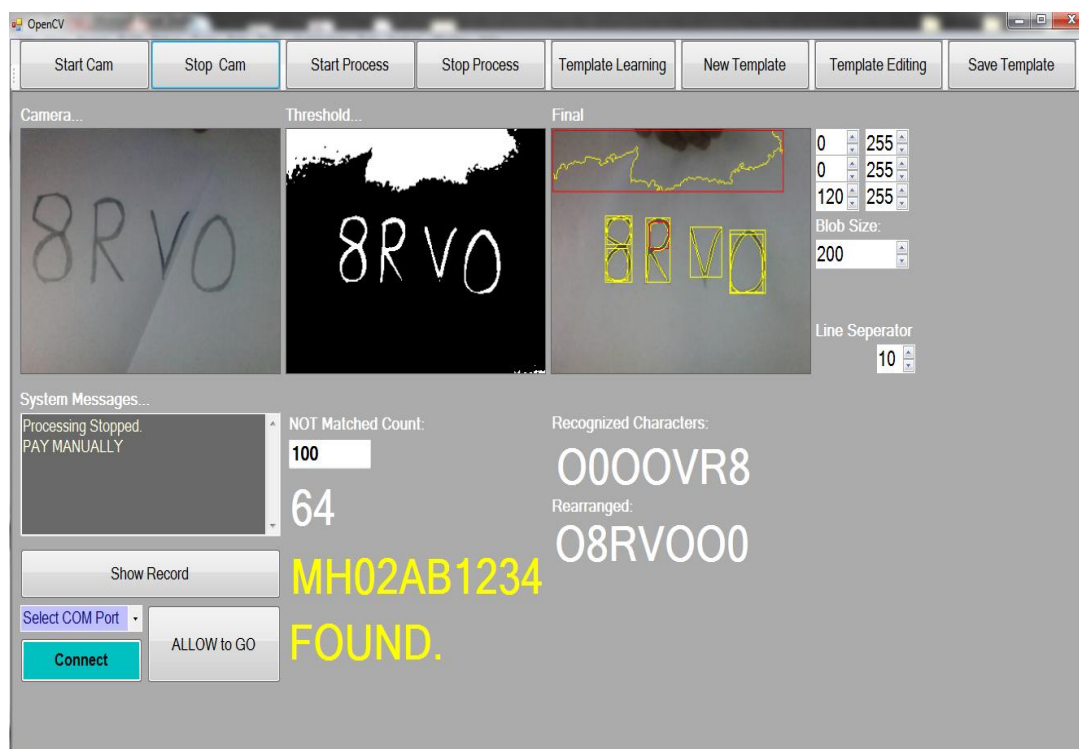 OpenCV
Start Cam Stop Cam Start Process Stop Process Template Learning New Template Template Editing Save Template
Camera... Threshold... Final
8RVO 8RVO 8RVO
0 255
0 255
120 255
Blob Size:
200
Line Seperator
10
System Messages...
Processing Stopped.
PAY MANUALLY
NOT Matched Count:
100
64
Recognized Characters:
O0OOVR8
Rearranged:
O8RVOO0
MH02AB1234
FOUND.
Show Record
Select COM Port
Connect
ALLOW to GO